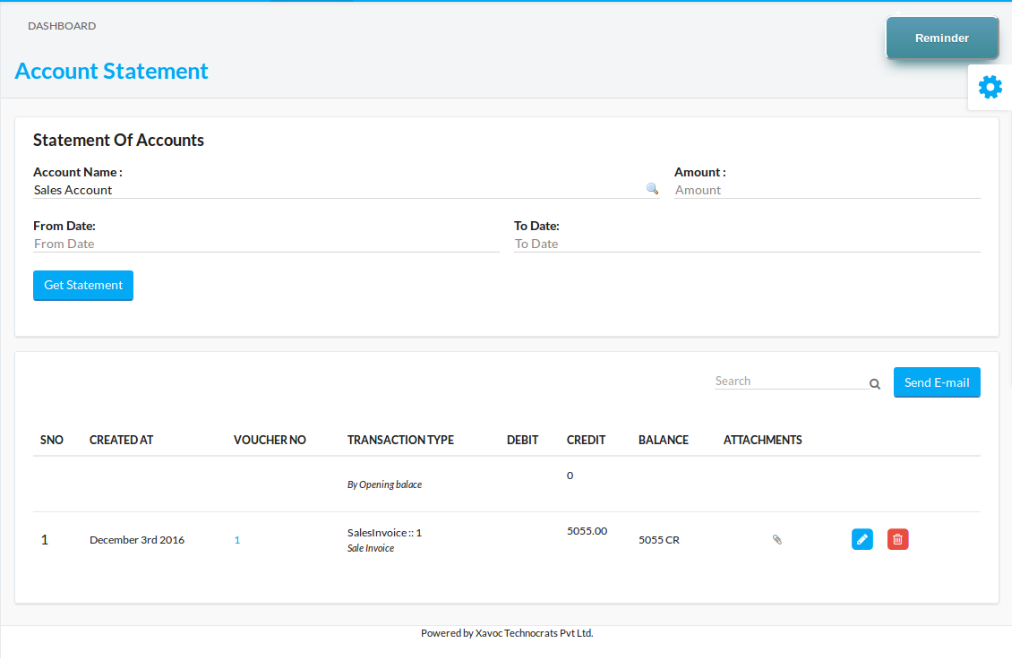 DASHBOARD
Reminder
Account Statement
Statement Of Accounts
Account Name :
Sales Account
Amount :
Amount
From Date:
From Date
To Date:
To Date
Get Statement
Search
Send E-mail
SNO CREATED AT VOUCHER NO TRANSACTION TYPE DEBIT CREDIT BALANCE ATTACHMENTS
0
By Opening balace
1 December 3rd 2016 1 SalesInvoice :: 1 5055.00 5055 CR
Sale Invoice
Powered by Xavoc Technocrats Pvt Ltd.